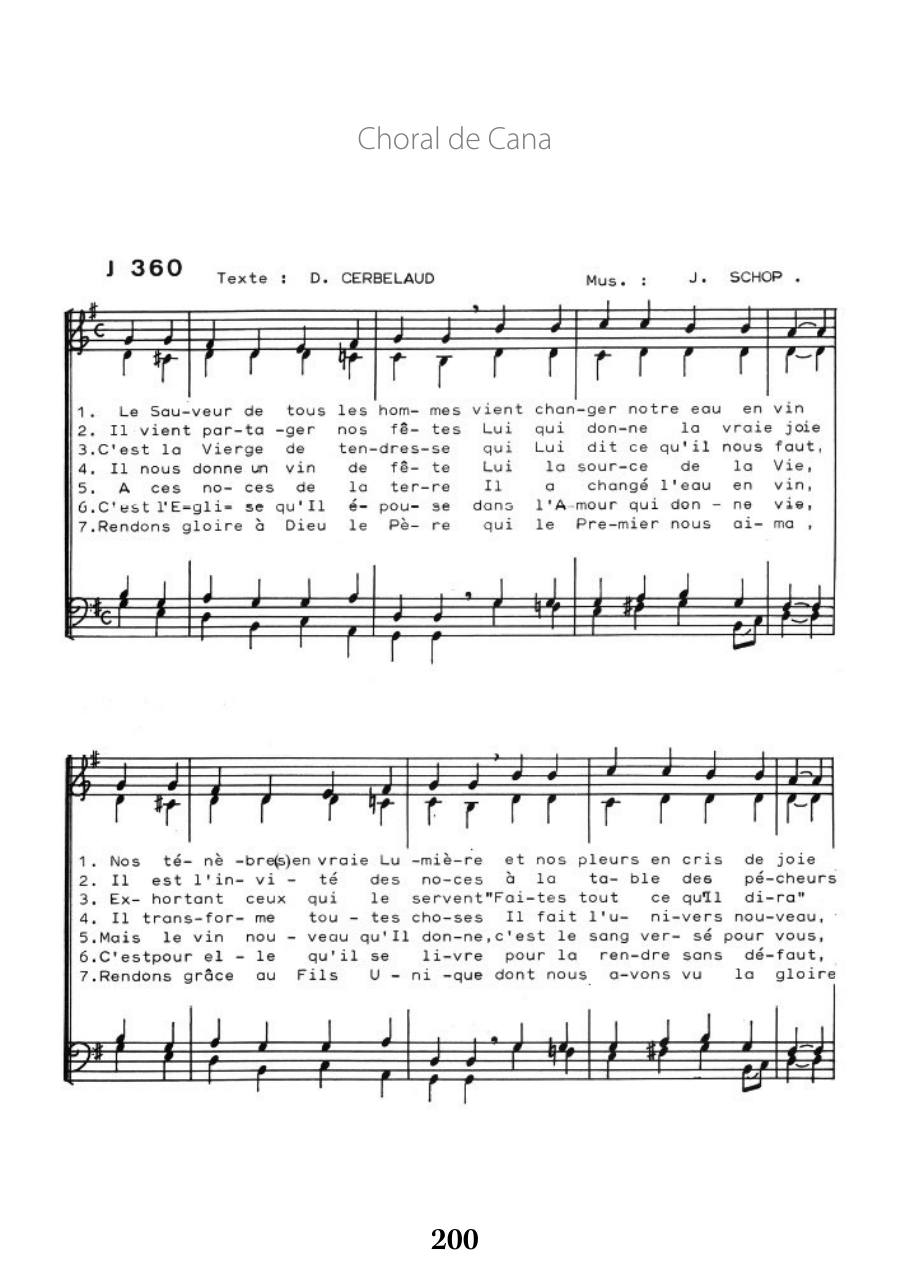 Choral de Cana
J 360 Texte : D. CERBELAUD Mus. : J. SCHOP .
1. Le Sau-veur de tous les hom- mes vient chan-ger notre eau en vin
2. Il vient par-ta -ger nos fê- tes Lui qui don-ne la vraie joie
3.C'est la Vierge de ten-dres-se qui Lui dit ce qu'il nous faut,
4. Il nous donne un vin de fê- te Lui la sour-ce de la Vie,
5. A ces no- ces de la ter- re Il a changé l'eau en vin,
6.C'est l'E=gli= se qu'Il é- pou- se dans l'A-mour qui don - ne vie,
7.Rendons gloire à Dieu le Pè- re qui le Pre-mier nous ai- ma ,
1. Nos té- nè -bre(s)en vraie Lu -miè-re et nos pleurs en cris de joie
2. Il est l'in- vi - té des no-ces à la ta- ble des pé-cheurs
3. Ex- hortant ceux qui le servent"Fai-tes tout ce qu'Il di-ra"
4. Il trans-for- me tou - tes cho-ses Il fait l'u- ni-vers nou-veau,
5.Mais le vin nou - veau qu'Il don-ne,c'est le sang ver- sé pour vous,
6.C'estpour el - le qu'il se li-vre pour la ren-dre sans dé-faut,
7.Rendons grâce au Fils U - ni -que dont nous a-vons vu la gloire
200